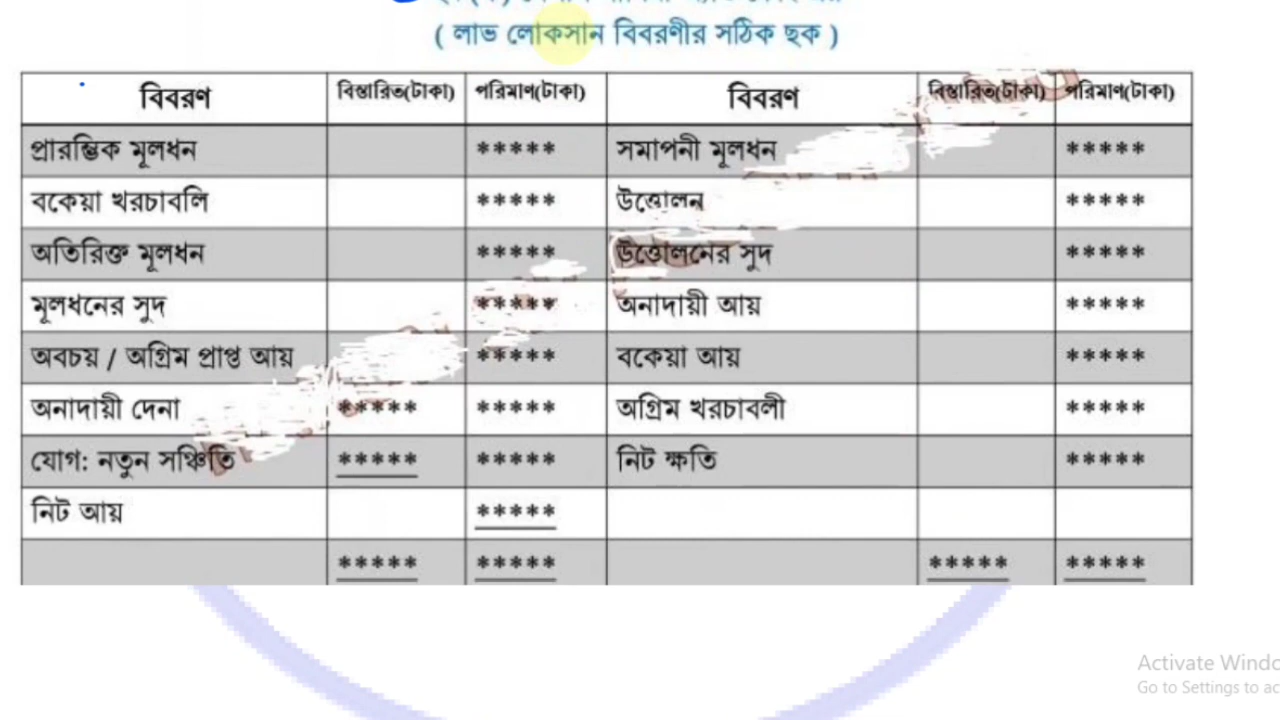 ( লাভ লোকসান বিবরণীর সঠিক ছক )
বিবরণ বিস্তারিত(টাকা) পরিমাণ(টাকা) বিবরণ বিস্তারিত(টাকা) পরিমাণ(টাকা)
প্রারম্ভিক মূলধন ***** সমাপনী মূলধন *****
বকেয়া খরচাবলি ***** উত্তোলন *****
অতিরিক্ত মূলধন ***** উত্তোলনের সুদ *****
মূলধনের সুদ ***** অনাদায়ী আয় *****
অবচয় / অগ্রিম প্রাপ্ত আয় ***** বকেয়া আয় *****
অনাদায়ী দেনা ***** ***** অগ্রিম খরচাবলী *****
যোগ: নতুন সঞ্চিতি ***** ***** নিট ক্ষতি *****
নিট আয় *****
***** ***** ***** *****
Activate Windo
Go to Settings to ac